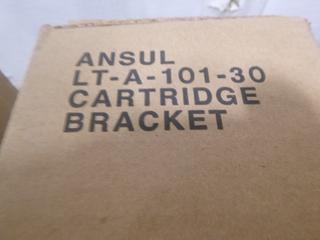 ANSUL
LT-A-101-30
CARTRIDGE
BRACKET